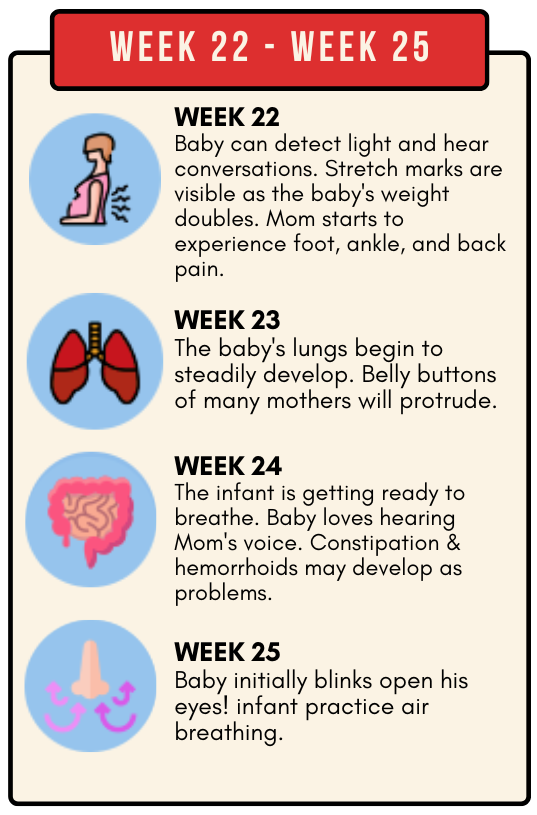 WEEK 22 - WEEK 25
WEEK 22
Baby can detect light and hear
conversations. Stretch marks are
visible as the baby's weight
doubles. Mom starts to
experience foot, ankle, and back
pain.
WEEK 23
The baby's lungs begin to
steadily develop. Belly buttons
of many mothers will protrude.
WEEK 24
The infant is getting ready to
breathe. Baby loves hearing
Mom's voice. Constipation &
hemorrhoids may develop as
problems.
WEEK 25
Baby initially blinks open his
eyes! infant practice air
breathing.